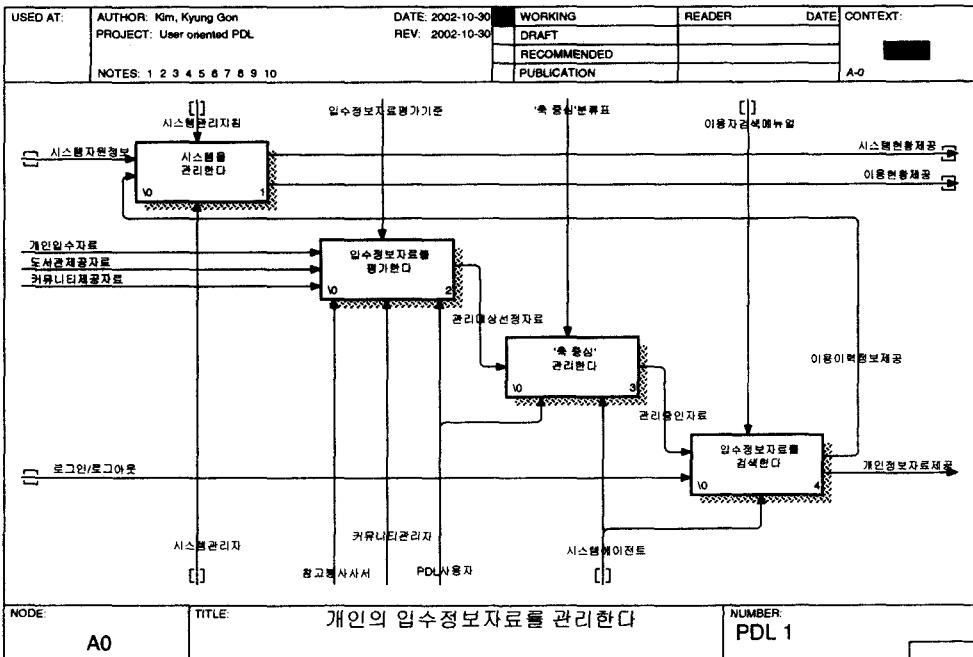 USED AT:
AUTHOR: Kim, Kyung Gon
DATE: 2002-10-30
PROJECT: User oriented PDL
REV: 2002-10-30
NOTES: 1 2 3 4 5 6 7 8 9 10
WORKING
DRAFT
RECOMMENDED
PUBLICATION
READER
DATE
CONTEXT:
A-0
시스템관리지침
입수정보자료평가기준
'축 중심'분류표
이용자검색매뉴얼
시스템자원정보
시스템을
관리한다
\0
1
시스템현황제공
이용현황제공
개인입수자료
도서관제공자료
커뮤니티제공자료
입수정보자료를
평가한다
\0
2
관리대상선정자료
'축 중심'
관리한다
\0
3
이용이력정보제공
관리중인자료
입수정보자료를
검색한다
\0
4
로그인/로그아웃
개인정보자료제공
시스템관리자
커뮤니티관리자
시스템에이전트
참고봉사사서
PDL사용자
NODE:
A0
TITLE:
개인의 입수정보자료를 관리한다
NUMBER:
PDL 1